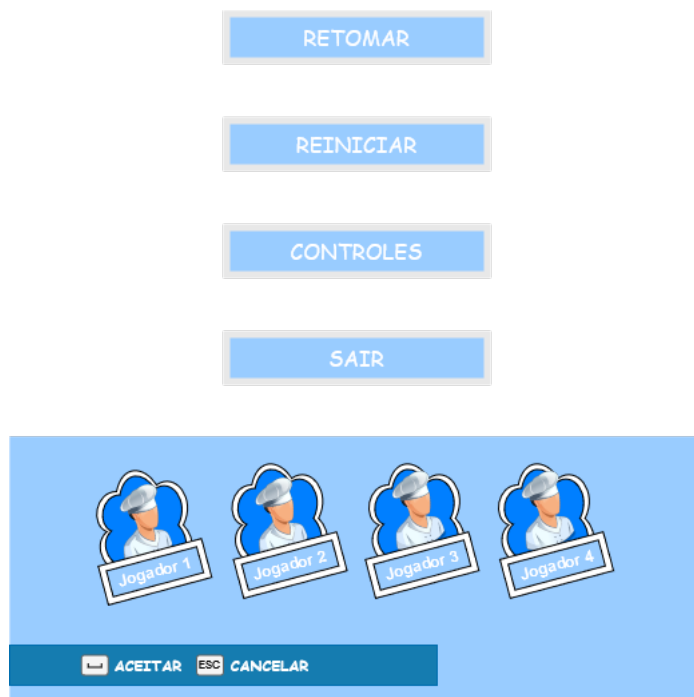 RETOMAR
REINICIAR
CONTROLES
SAIR
Jogador 1
Jogador 2
Jogador 3
Jogador 4
ACEITAR ESC CANCELAR